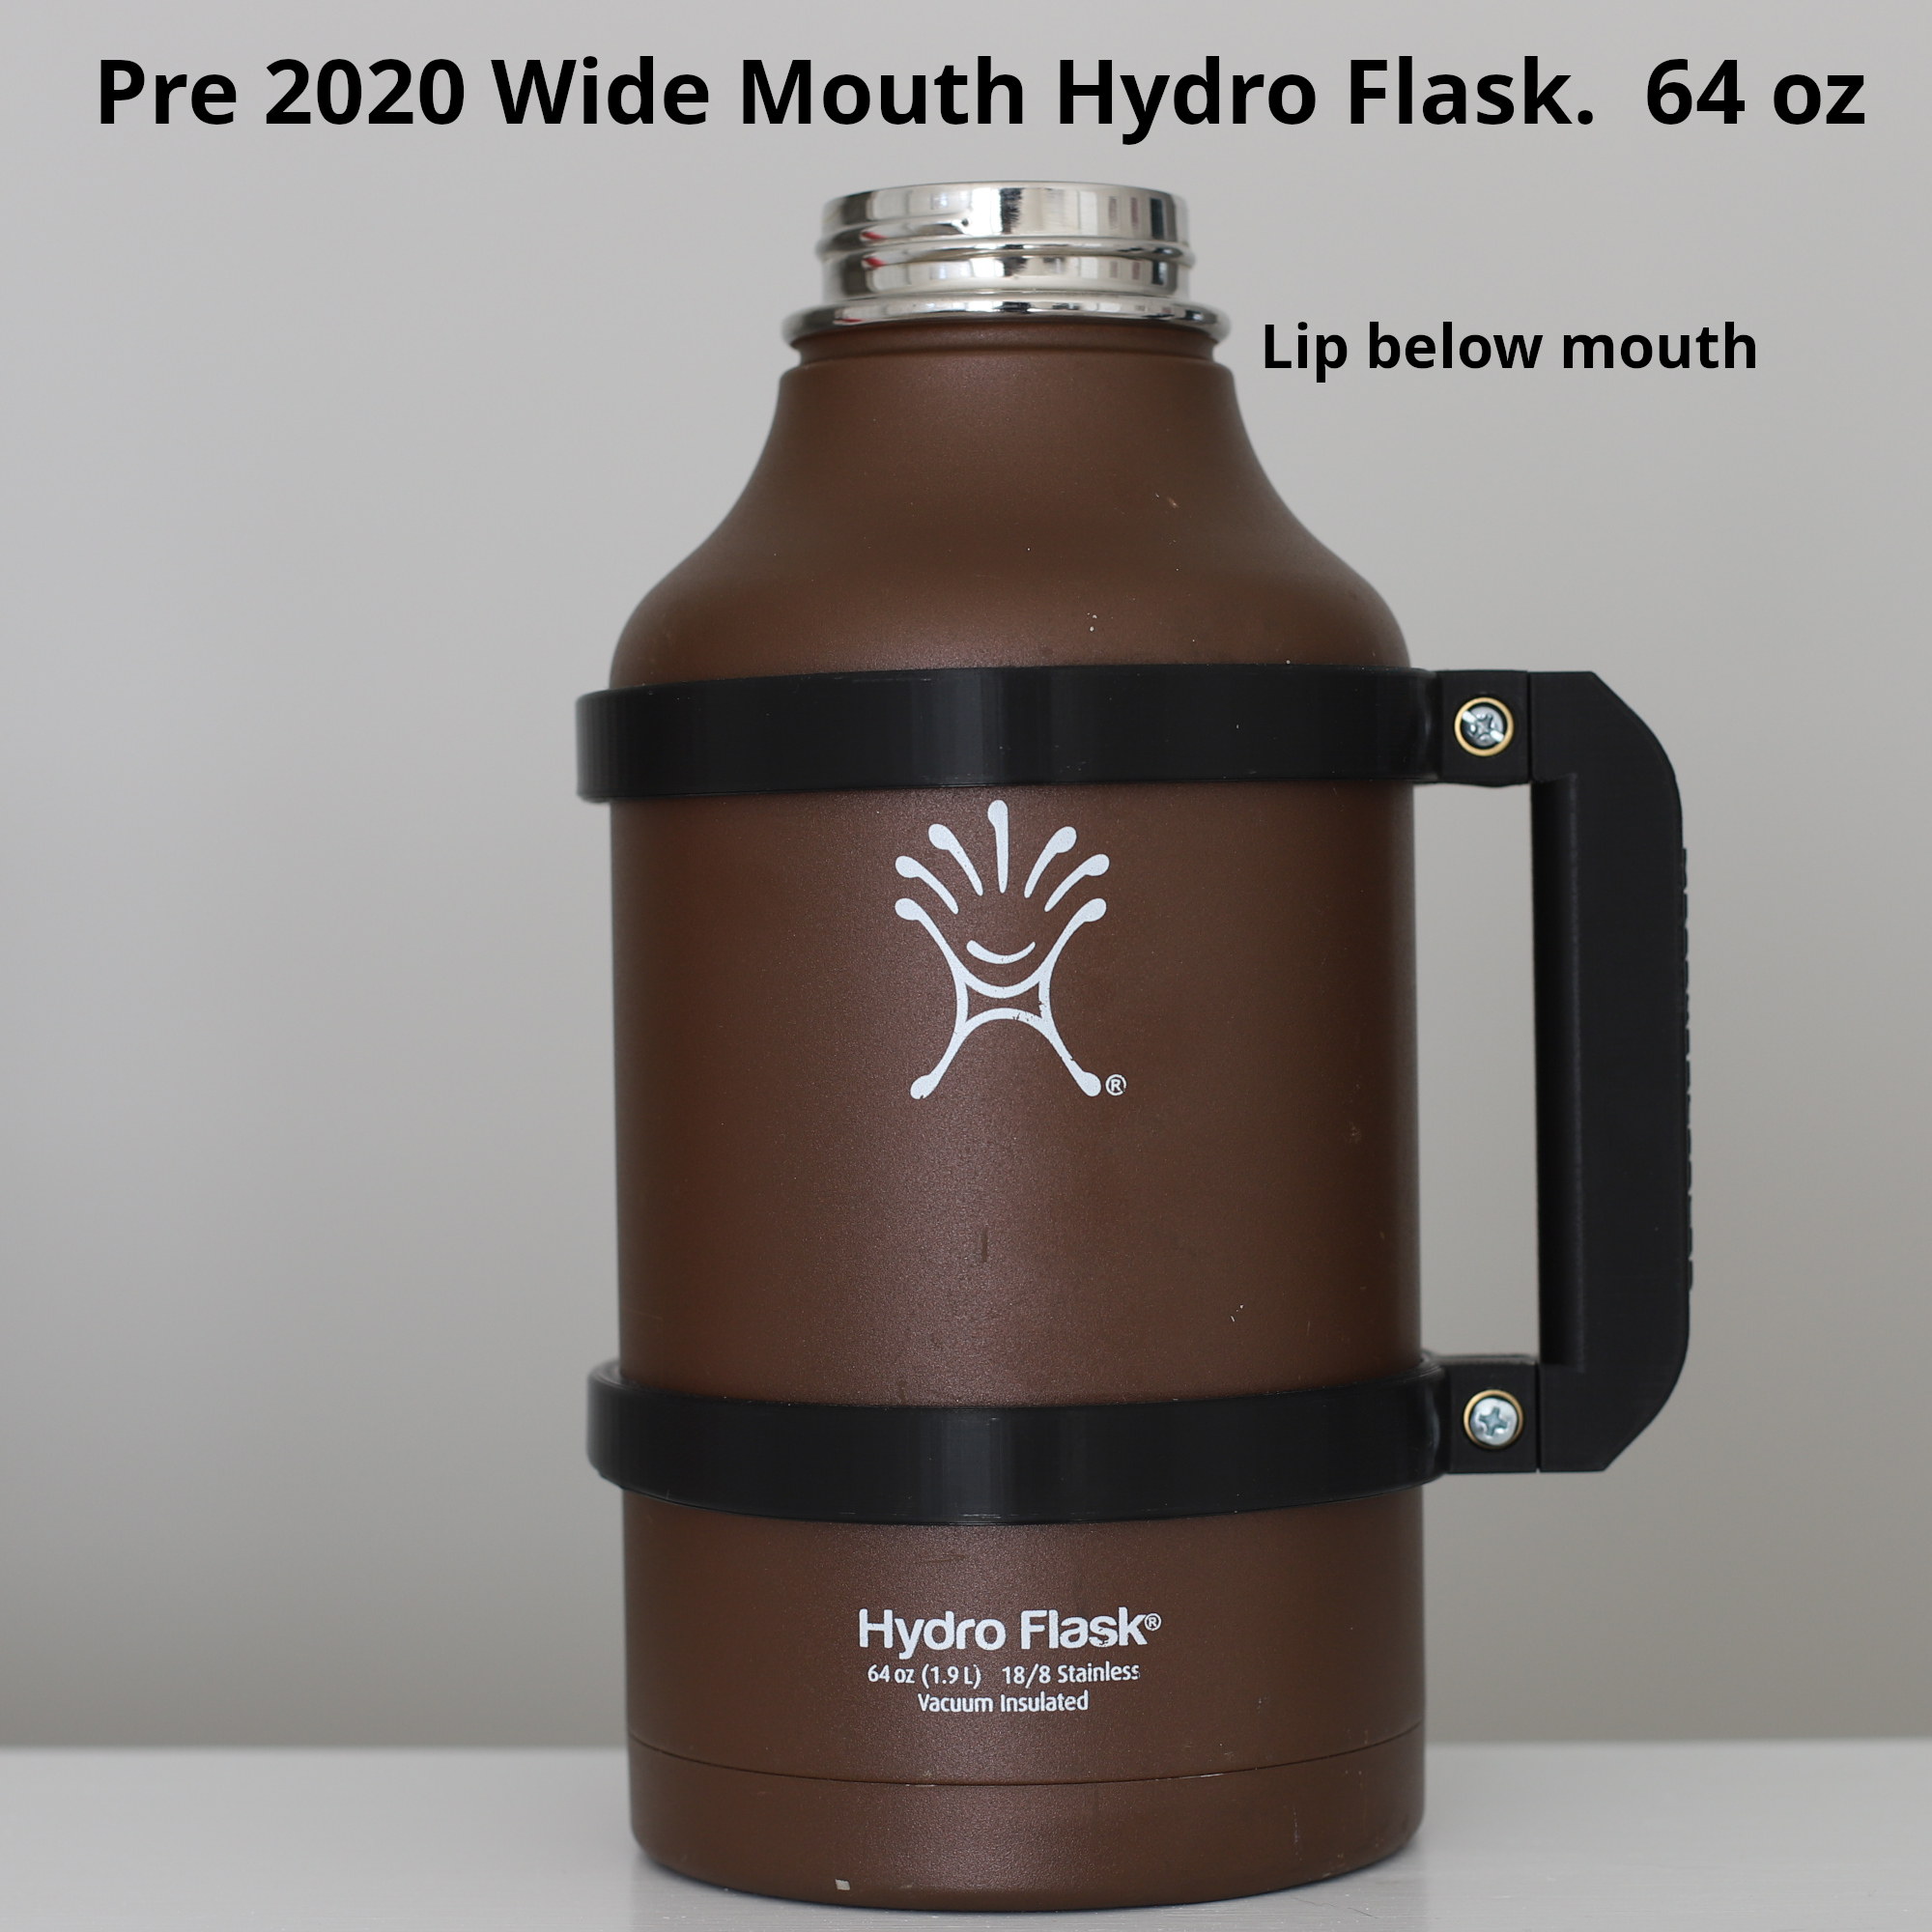 Pre 2020 Wide Mouth Hydro Flask.  64 oz
Lip below mouth
®
Hydro Flask®
64 oz (1.9 L)   18/8 Stainless
Vacuum Insulated